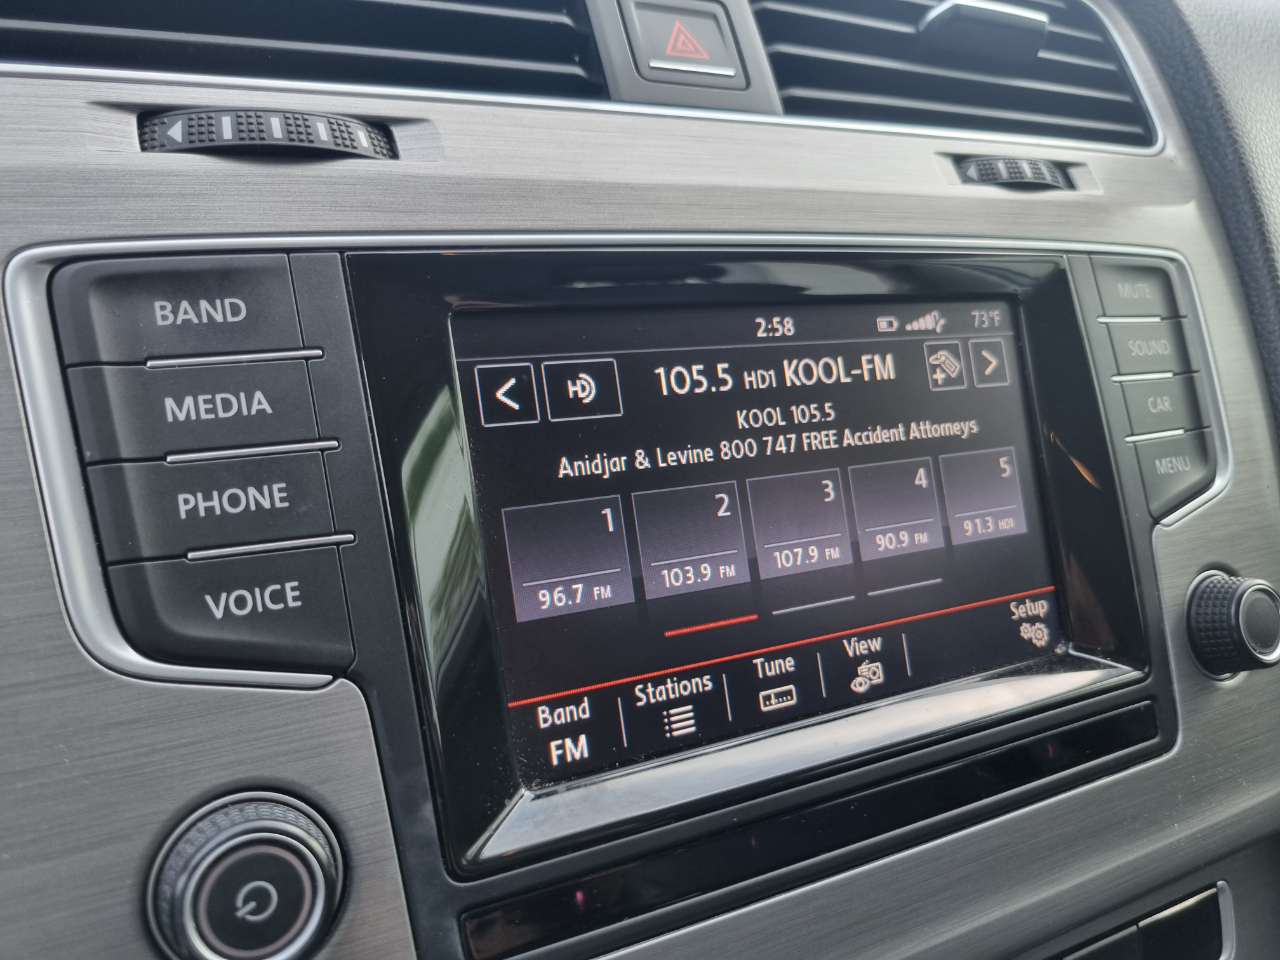 BAND
MEDIA
PHONE
VOICE
2:58
73°F
HD
105.5 HD1 KOOL-FM
KOOL 105.5
Anidjar & Levine 800 747 FREE Accident Attorneys
1
96.7 FM
2
103.9 FM
3
107.9 FM
4
90.9 FM
5
91.3 HD1
Band
FM
Stations
Tune
View
Setup
MUTE
SOUND
CAR
MENU